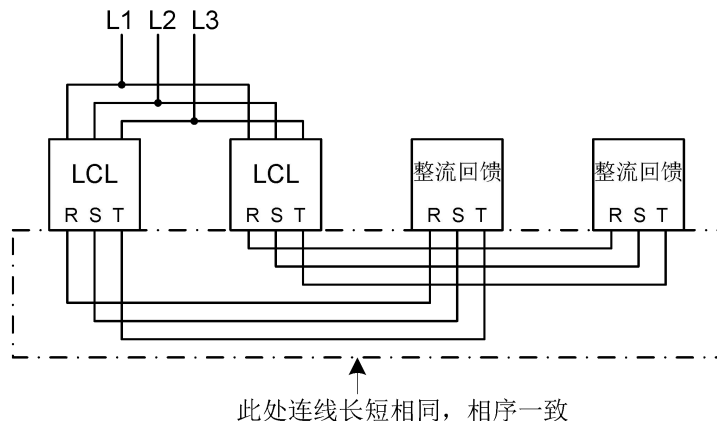 L1 L2 L3
LCL LCL 整流回馈 整流回馈
R S T R S T R S T R S T
此处连线长短相同，相序一致